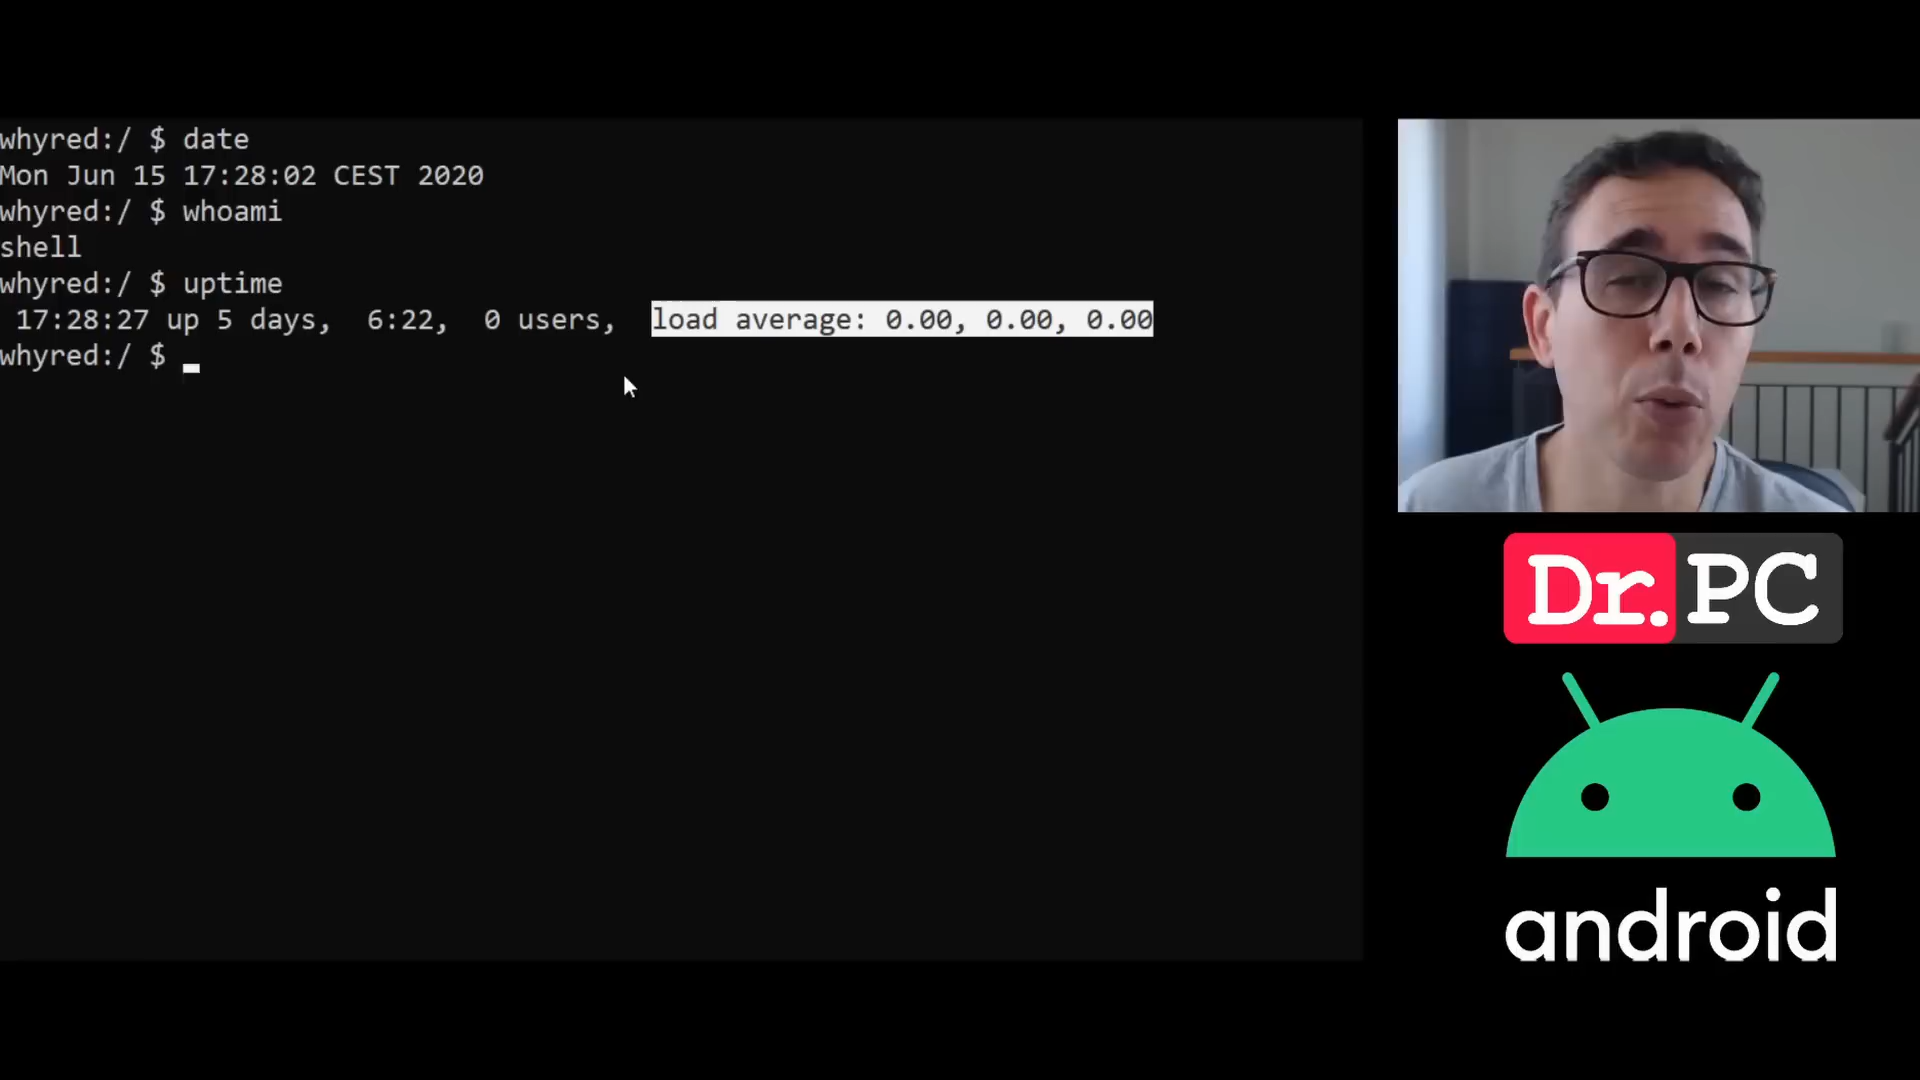 whyred:/ $ date
Mon Jun 15 17:28:02 CEST 2020
whyred:/ $ whoami
shell
whyred:/ $ uptime
 17:28:27 up 5 days,  6:22,  0 users,  load average: 0.00, 0.00, 0.00
whyred:/ $
Dr.PC
android